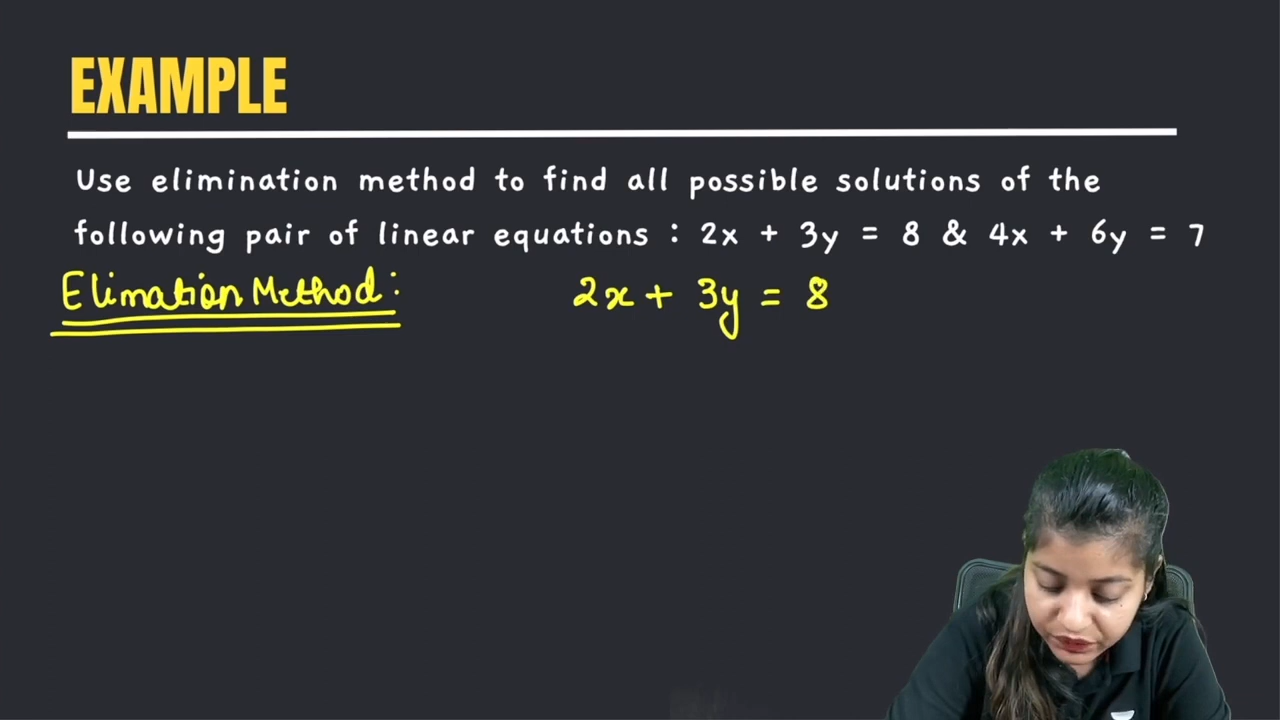 EXAMPLE
Use elimination method to find all possible solutions of the
following pair of linear equations : 2x + 3y = 8 & 4x + 6y = 7
Elimation Method:
2x + 3y = 8